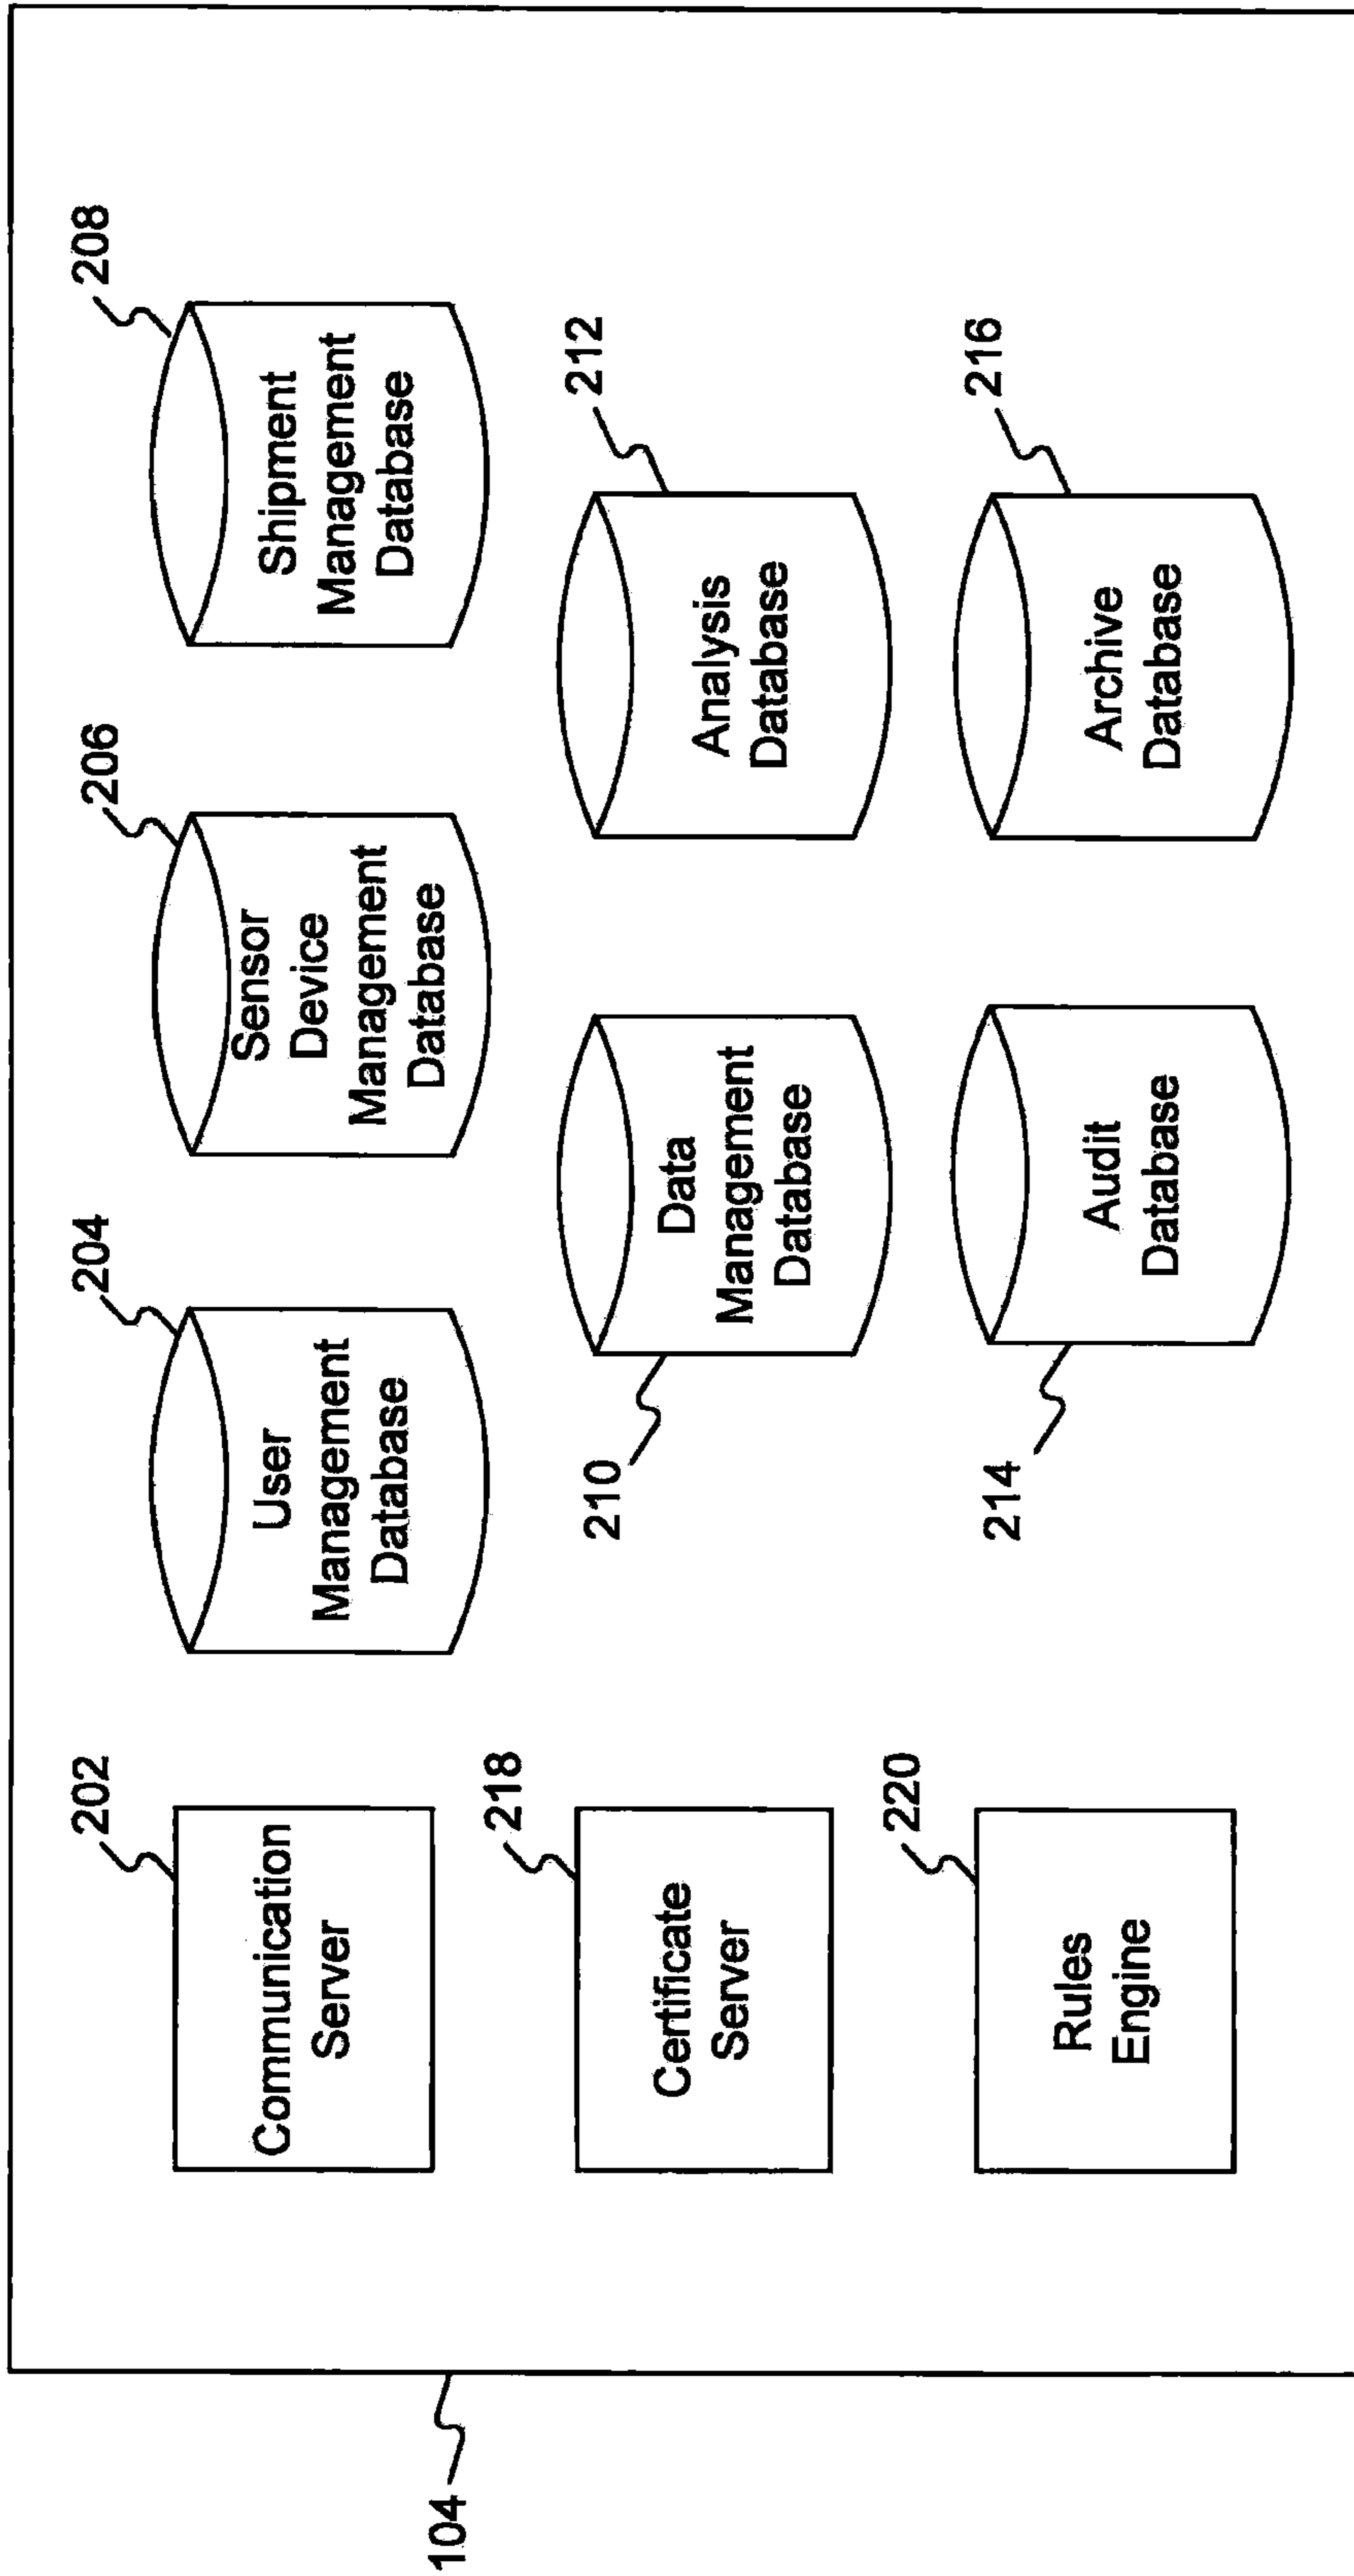 202
Communication
Server
204
User
Management
Database
206
Sensor
Device
Management
Database
208
Shipment
Management
Database
218
Certificate
Server
210
Data
Management
Database
212
Analysis
Database
220
Rules
Engine
214
Audit
Database
216
Archive
Database
104